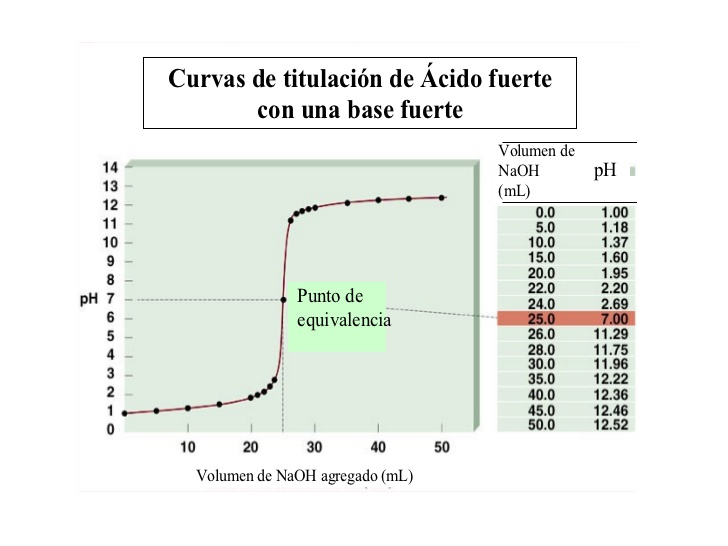 Curvas de titulación de Ácido fuerte
con una base fuerte
Volumen de
NaOH
(mL)
pH
0.0 1.00
5.0 1.18
10.0 1.37
15.0 1.60
20.0 1.95
22.0 2.20
24.0 2.69
25.0 7.00
26.0 11.29
28.0 11.75
30.0 11.96
35.0 12.22
40.0 12.36
45.0 12.46
50.0 12.52
14
13
12
11
10
9
8
pH 7
6
5
4
3
2
1
0
Punto de
equivalencia
10 20 30 40 50
Volumen de NaOH agregado (mL)